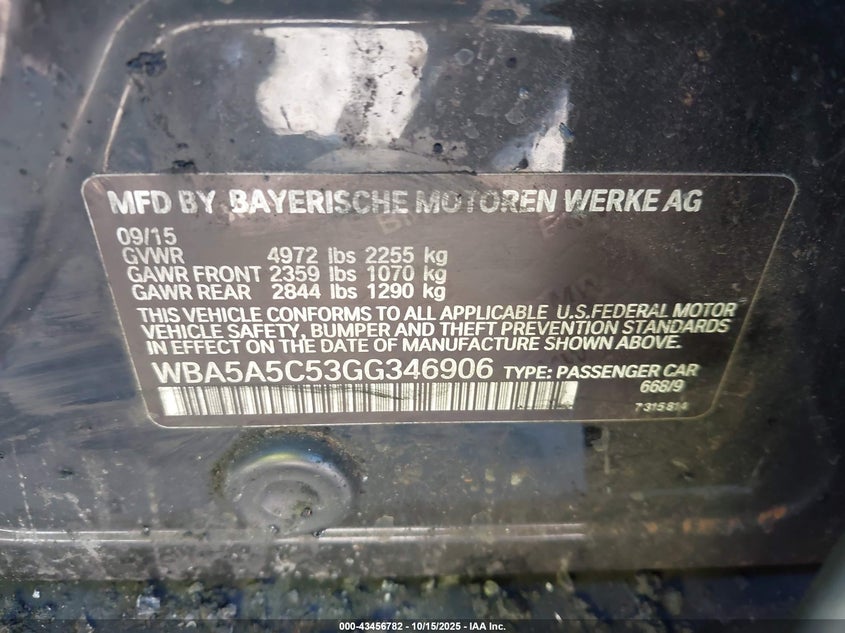 MFD BY BAYERISCHE MOTOREN WERKE AG
09/15
GVWR 4972 lbs 2255 kg
GAWR FRONT 2359 lbs 1070 kg
GAWR REAR 2844 lbs 1290 kg
THIS VEHICLE CONFORMS TO ALL APPLICABLE U.S.FEDERAL MOTOR
VEHICLE SAFETY, BUMPER AND THEFT PREVENTION STANDARDS
IN EFFECT ON THE DATE OF MANUFACTURE SHOWN ABOVE.
WBA5A5C53GG346906 TYPE: PASSENGER CAR
668/9
7315814
000-43456782 - 10/15/2025 - IAA Inc.